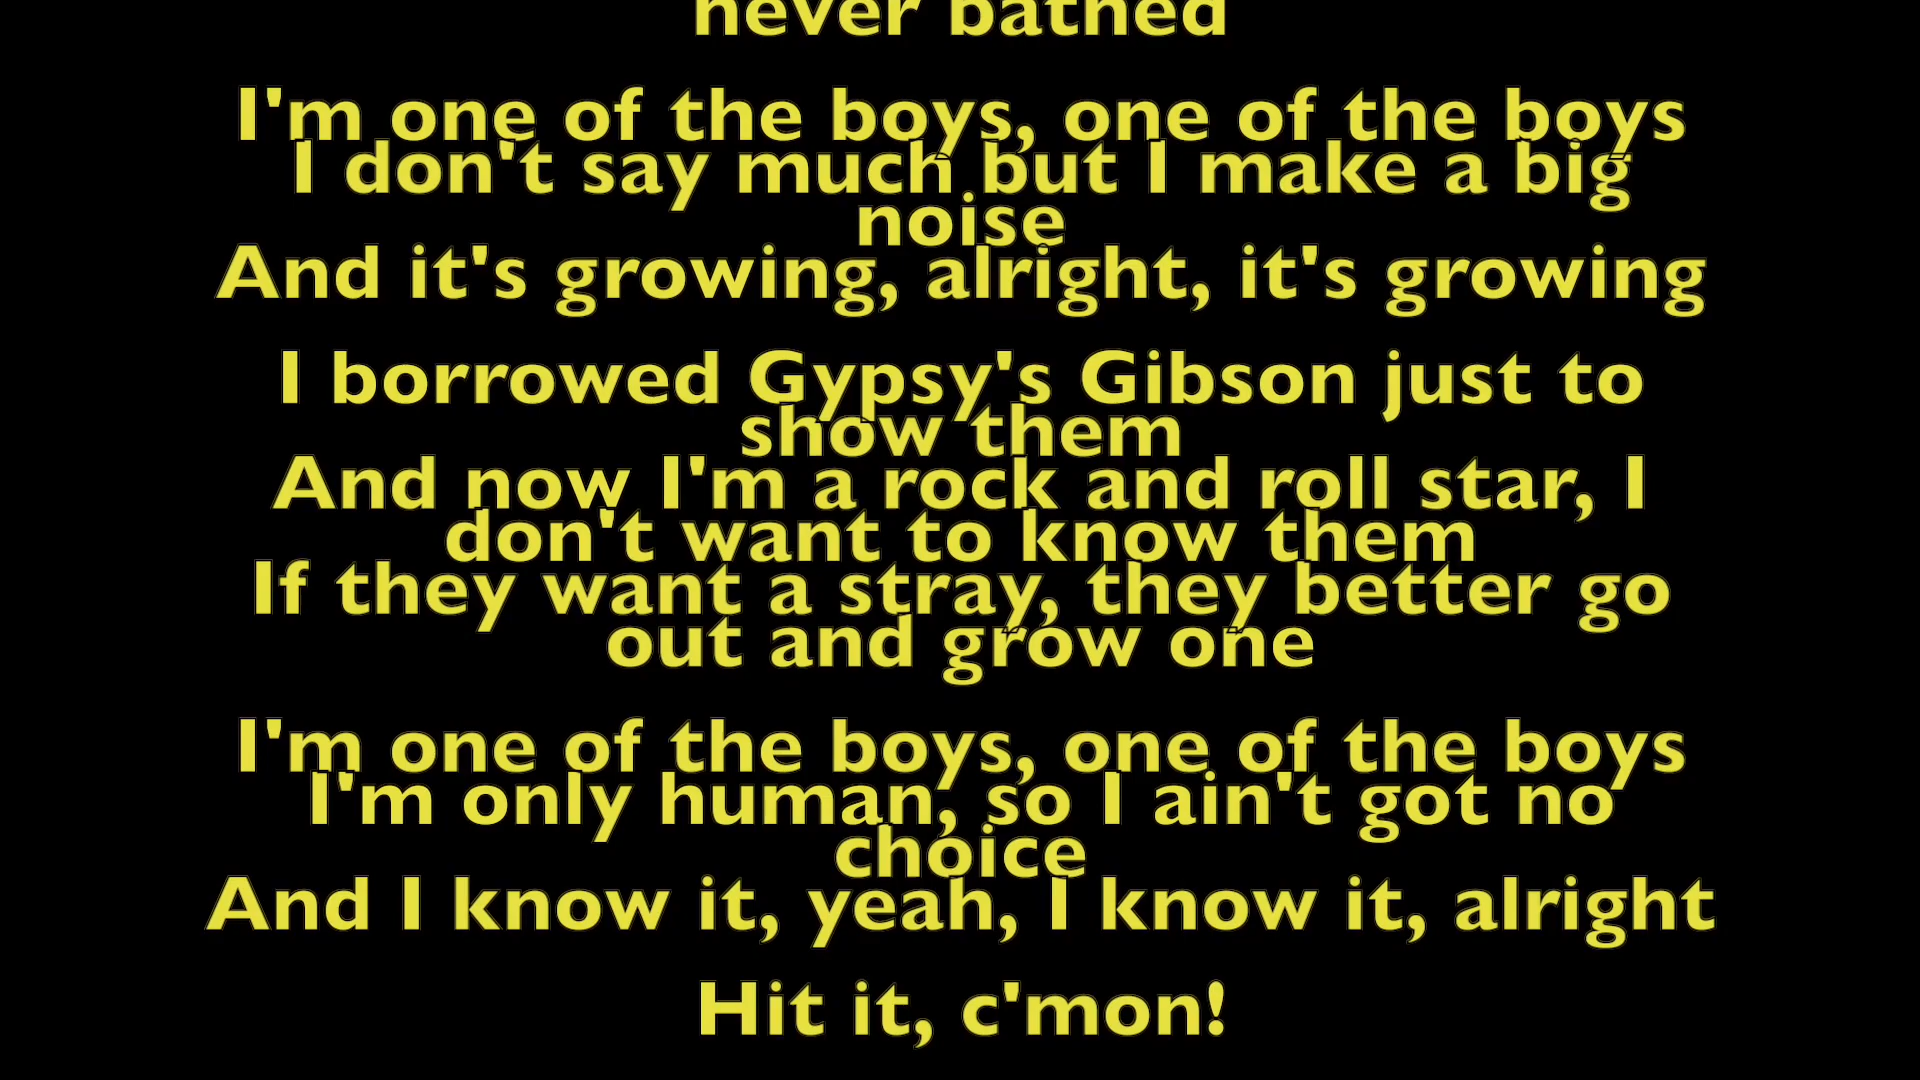 never bathed
I'm one of the boys, one of the boys
I don't say much but I make a big
noise
And it's growing, alright, it's growing
I borrowed Gypsy's Gibson just to
show them
And now I'm a rock and roll star, I
don't want to know them
If they want a stray, they better go
out and grow one
I'm one of the boys, one of the boys
I'm only human, so I ain't got no
choice
And I know it, yeah, I know it, alright
Hit it, c'mon!